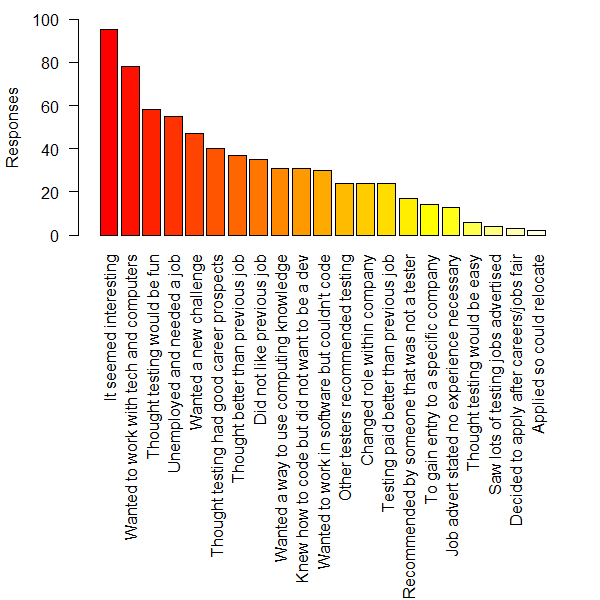 100
80
60
40
20
0
Responses
It seemed interesting
Wanted to work with tech and computers
Thought testing would be fun
Unemployed and needed a job
Wanted a new challenge
Thought testing had good career prospects
Thought better than previous job
Did not like previous job
Wanted a way to use computing knowledge
Knew how to code but did not want to be a dev
Wanted to work in software but couldn't code
Other testers recommended testing
Changed role within company
Testing paid better than previous job
Recommended by someone that was not a tester
To gain entry to a specific company
Job advert stated no experience necessary
Thought testing would be easy
Saw lots of testing jobs advertised
Decided to apply after careers/jobs fair
Applied so could relocate